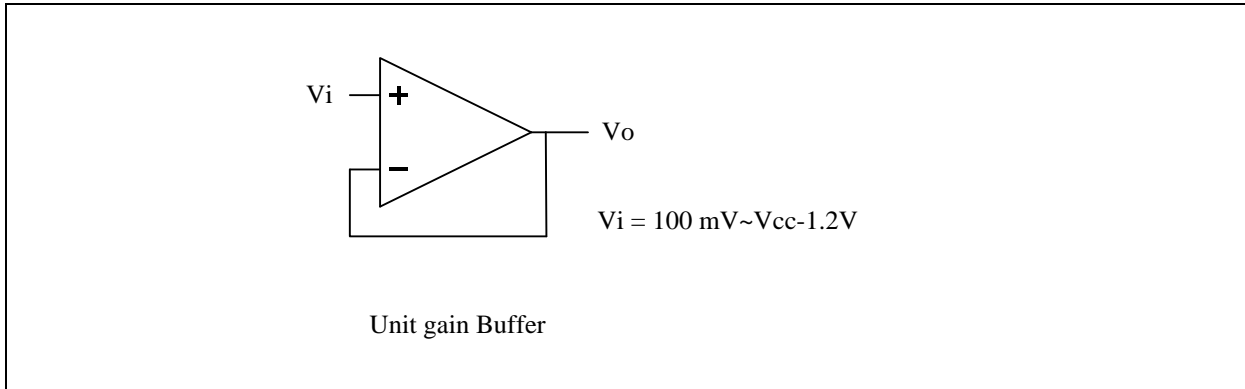 Vi
+
Vo
−
Vi = 100 mV~Vcc-1.2V
Unit gain Buffer